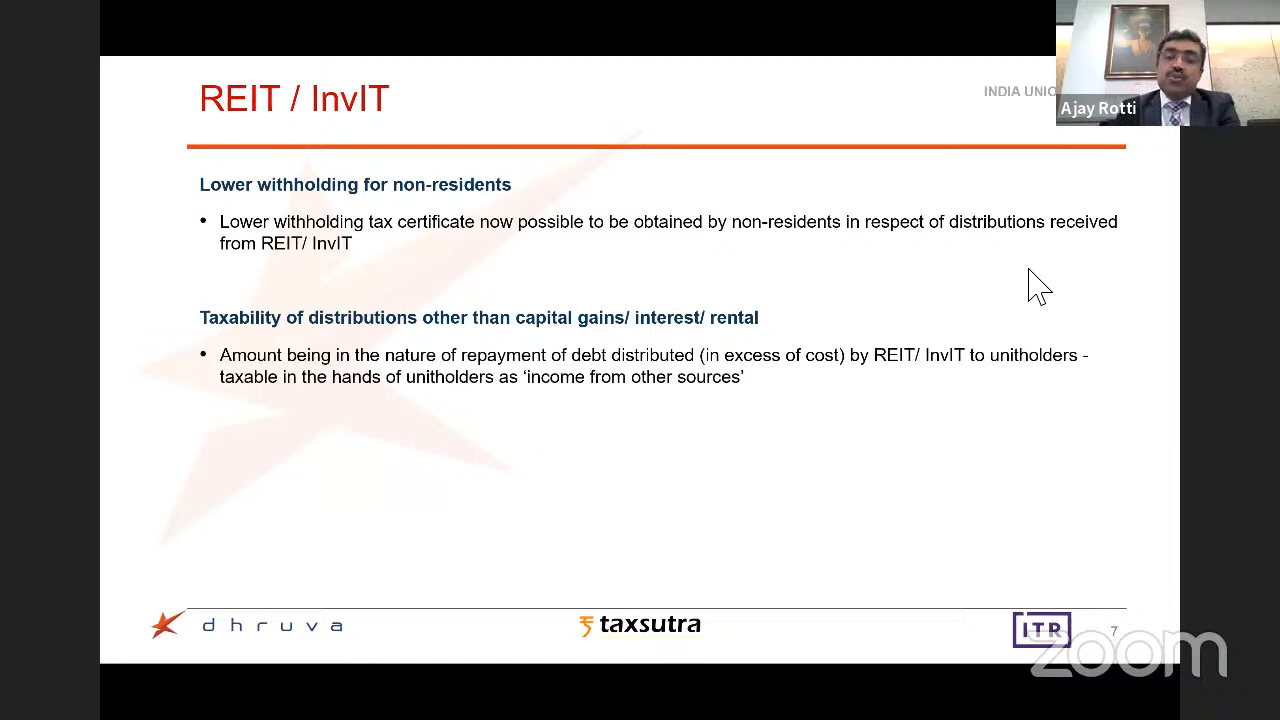 REIT / InvIT
INDIA UNIO
Ajay Rotti
Lower withholding for non-residents
• Lower withholding tax certificate now possible to be obtained by non-residents in respect of distributions received
from REIT/ InvIT
Taxability of distributions other than capital gains/ interest/ rental
• Amount being in the nature of repayment of debt distributed (in excess of cost) by REIT/ InvIT to unitholders -
taxable in the hands of unitholders as ‘income from other sources’
dhruva
taxsutra
ITR
7
zoom